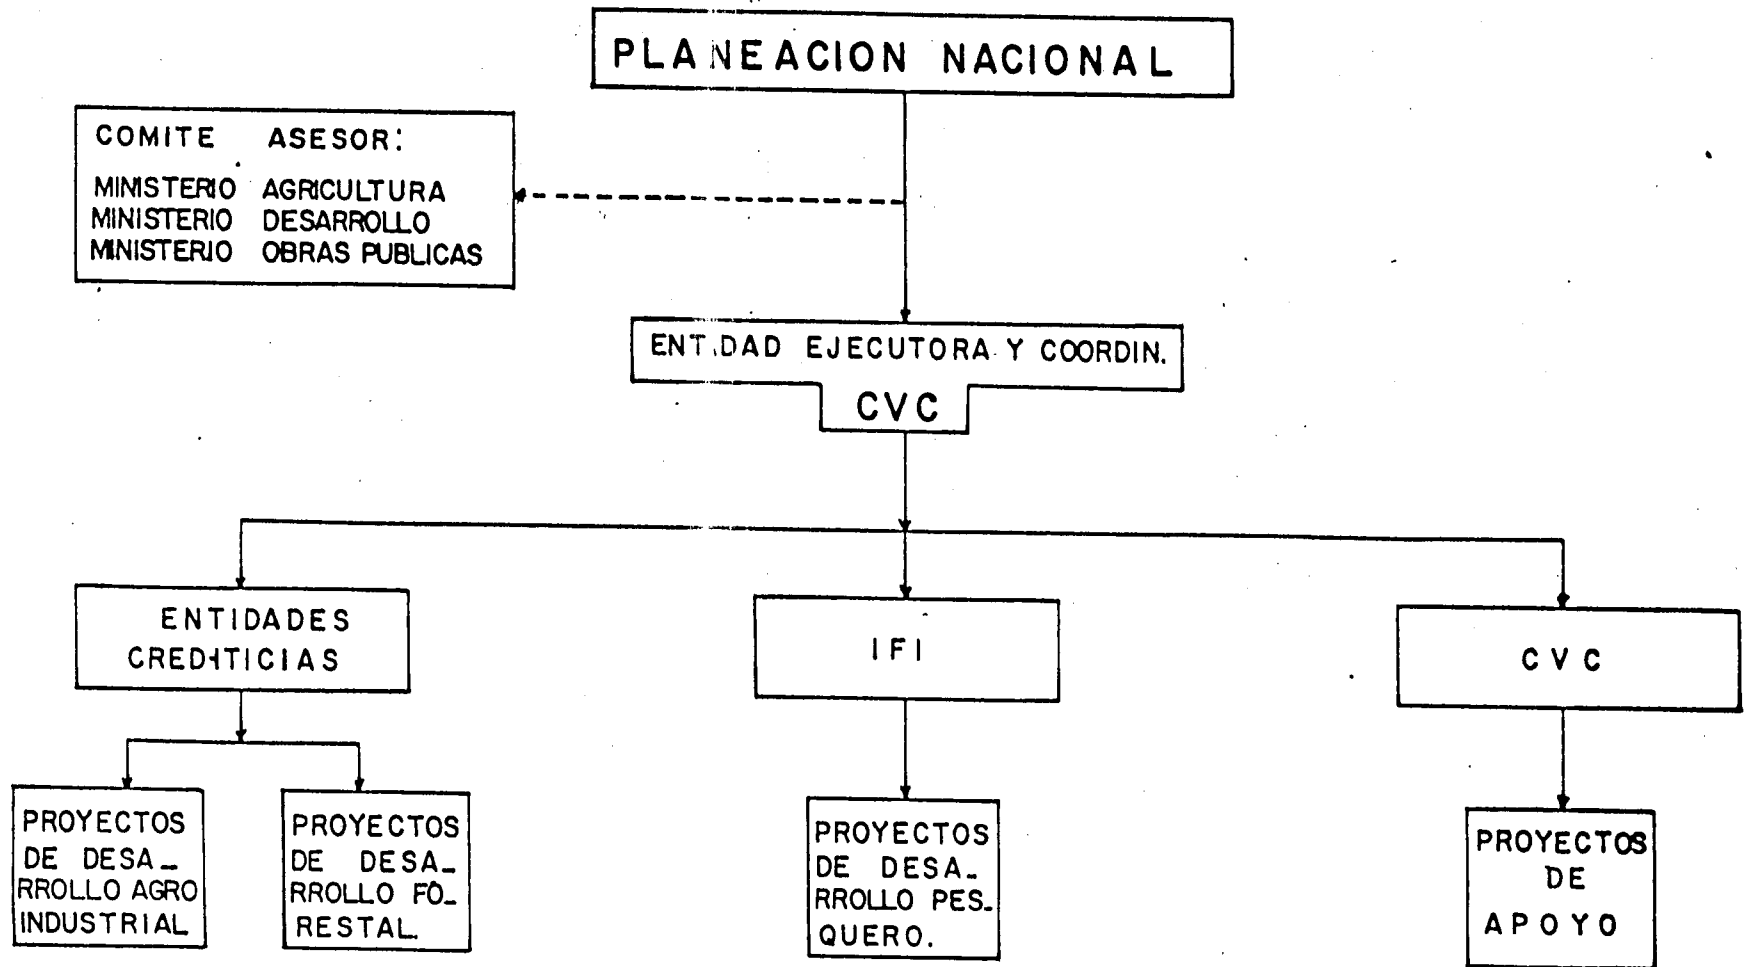 PLANEACION NACIONAL
COMITE ASESOR:
MINISTERIO AGRICULTURA
MINISTERIO DESARROLLO
MINISTERIO OBRAS PUBLICAS
ENTIDAD EJECUTORA Y COORDIN.
CVC
ENTIDADES
CREDITICIAS
IFI
CVC
PROYECTOS
DE DESA_
RROLLO AGRO
INDUSTRIAL
PROYECTOS
DE DESA_
RROLLO FO_
RESTAL.
PROYECTOS
DE DESA_
RROLLO PES_
QUERO.
PROYECTOS
DE
APOYO